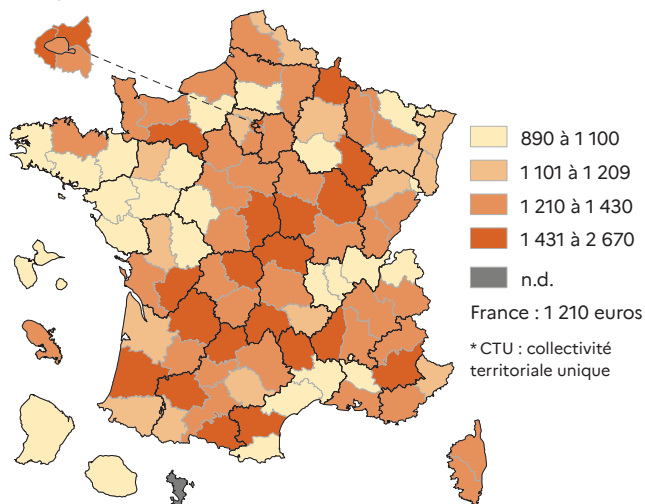 890 à 1 100
1 101 à 1 209
1 210 à 1 430
1 431 à 2 670
n.d.
France : 1 210 euros
* CTU : collectivité
territoriale unique